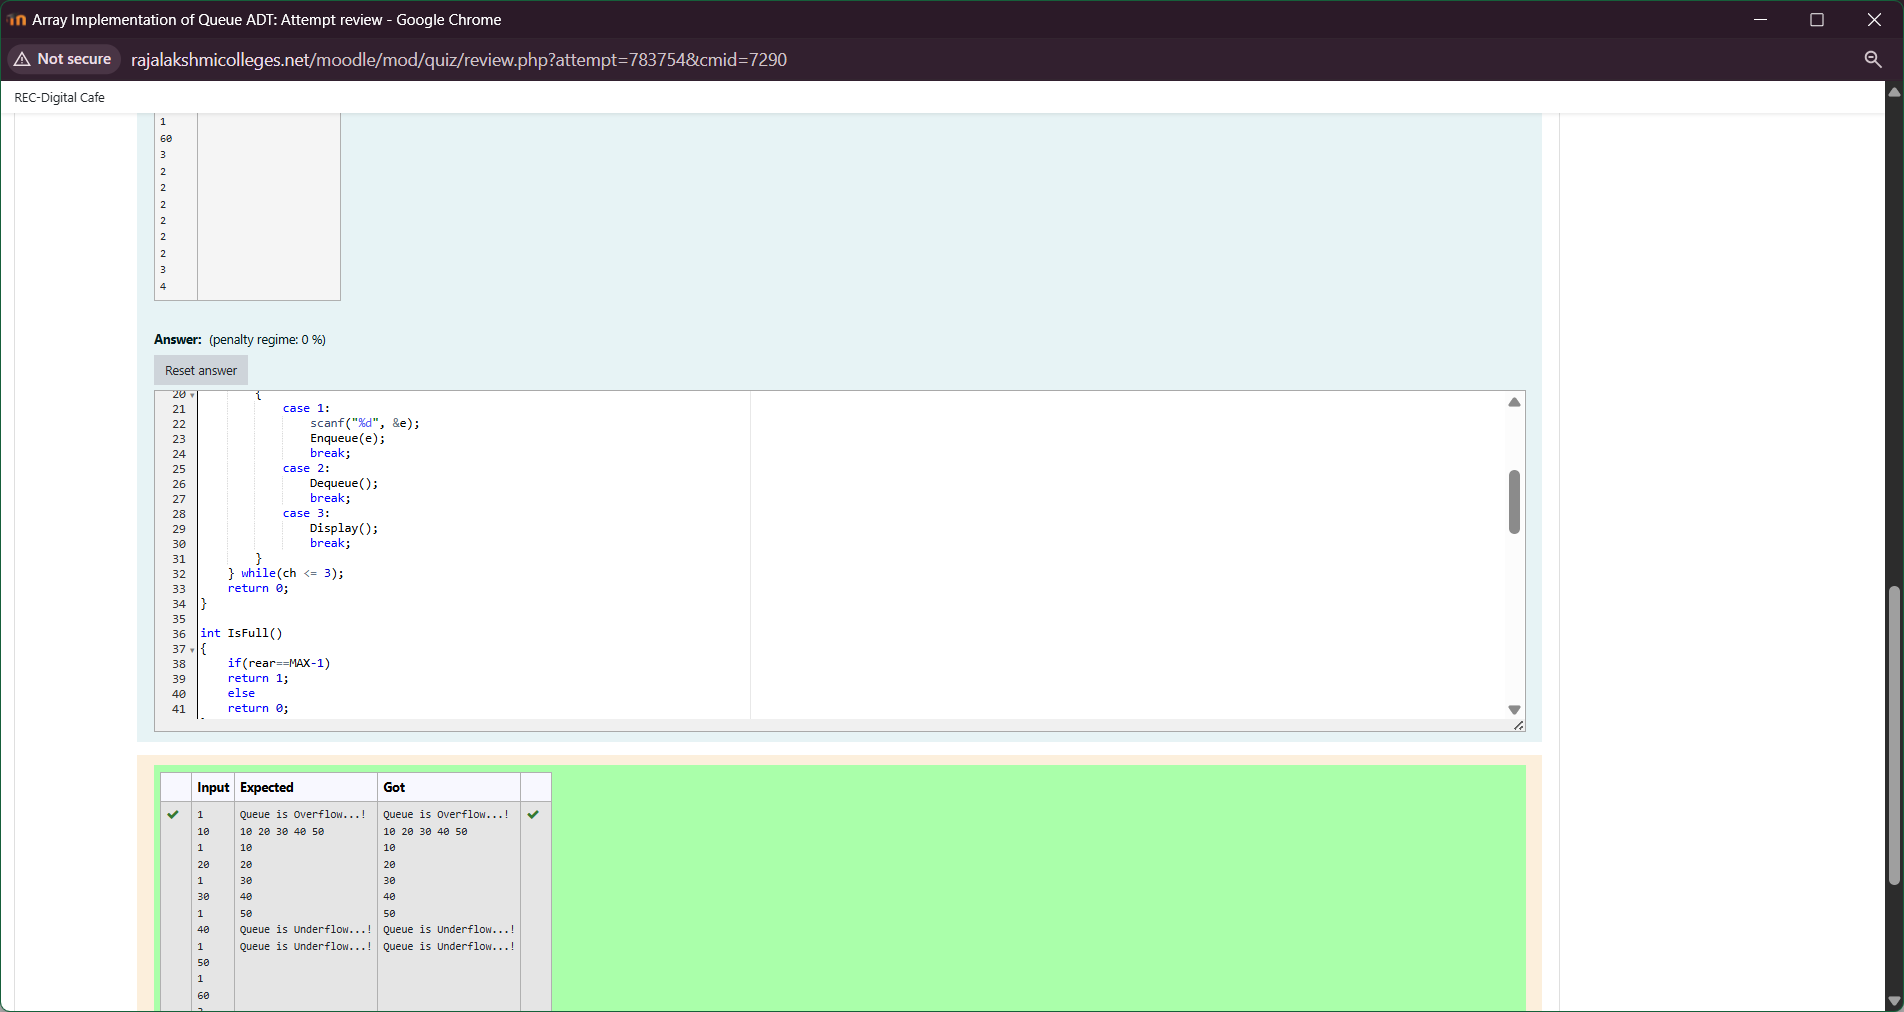 Array Implementation of Queue ADT: Attempt review - Google Chrome
Not secure
rajalakshmicolleges.net/moodle/mod/quiz/review.php?attempt=783754&cmid=7290
REC-Digital Cafe
1
60
3
2
2
2
2
2
2
3
4
Answer: (penalty regime: 0 %)
Reset answer
20 {
21 case 1:
22 scanf("%d", &e);
23 Enqueue(e);
24 break;
25 case 2:
26 Dequeue();
27 break;
28 case 3:
29 Display();
30 break;
31 }
32 } while(ch <= 3);
33 return 0;
34 }
35
36 int IsFull()
37 {
38 if(rear==MAX-1)
39 return 1;
40 else
41 return 0;
Input Expected Got
1 Queue is Overflow...! Queue is Overflow...!
10 10 20 30 40 50 10 20 30 40 50
1 10 10
20 20 20
1 30 30
30 40 40
1 50 50
40 Queue is Underflow...! Queue is Underflow...!
1 Queue is Underflow...! Queue is Underflow...!
50
1
60